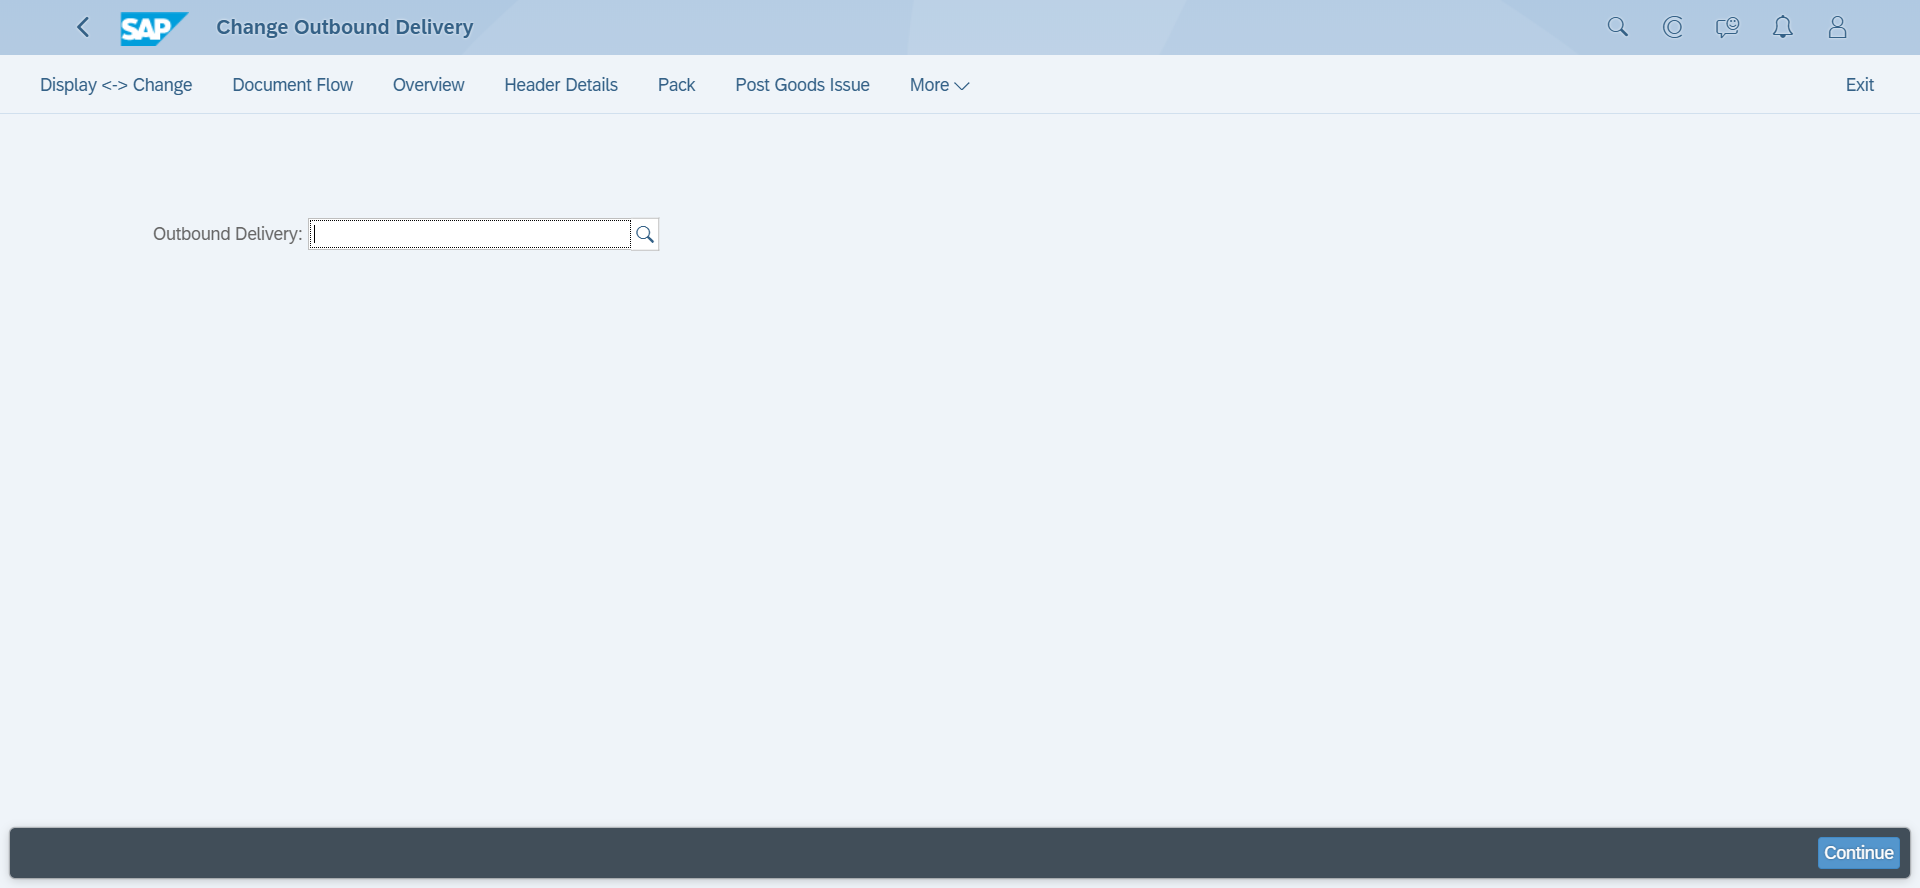 SAP Change Outbound Delivery
Display <-> Change Document Flow Overview Header Details Pack Post Goods Issue More Exit
Outbound Delivery:
Continue